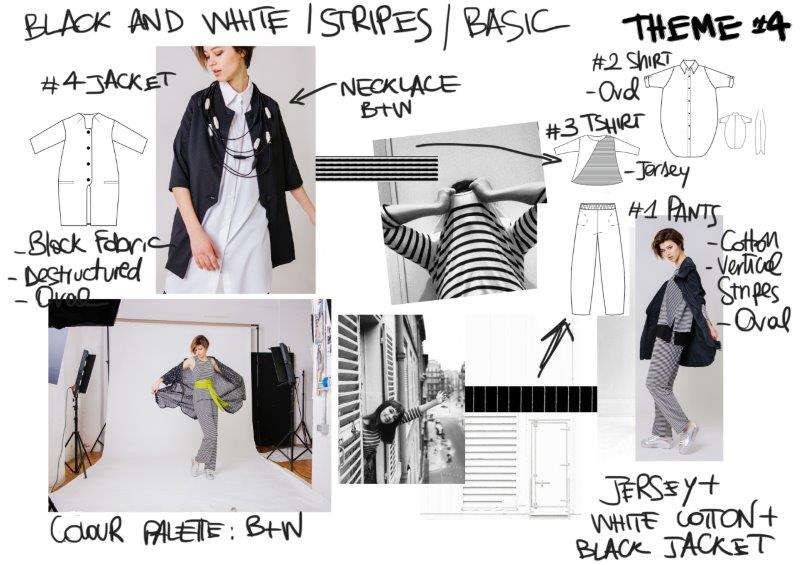 BLACK AND WHITE / STRIPES / BASIC
THEME #4
#4 JACKET
NECKLACE
B+W
#2 SHIRT
- Oval
#3 TSHIRT
- Jersey
#1 PANTS
- Cotton
- Vertical
Stripes
- Oval
- Black Fabric
- Destructured
- Oval
COLOUR PALETTE: B+W
JERSEY+
WHITE COTTON+
BLACK JACKET